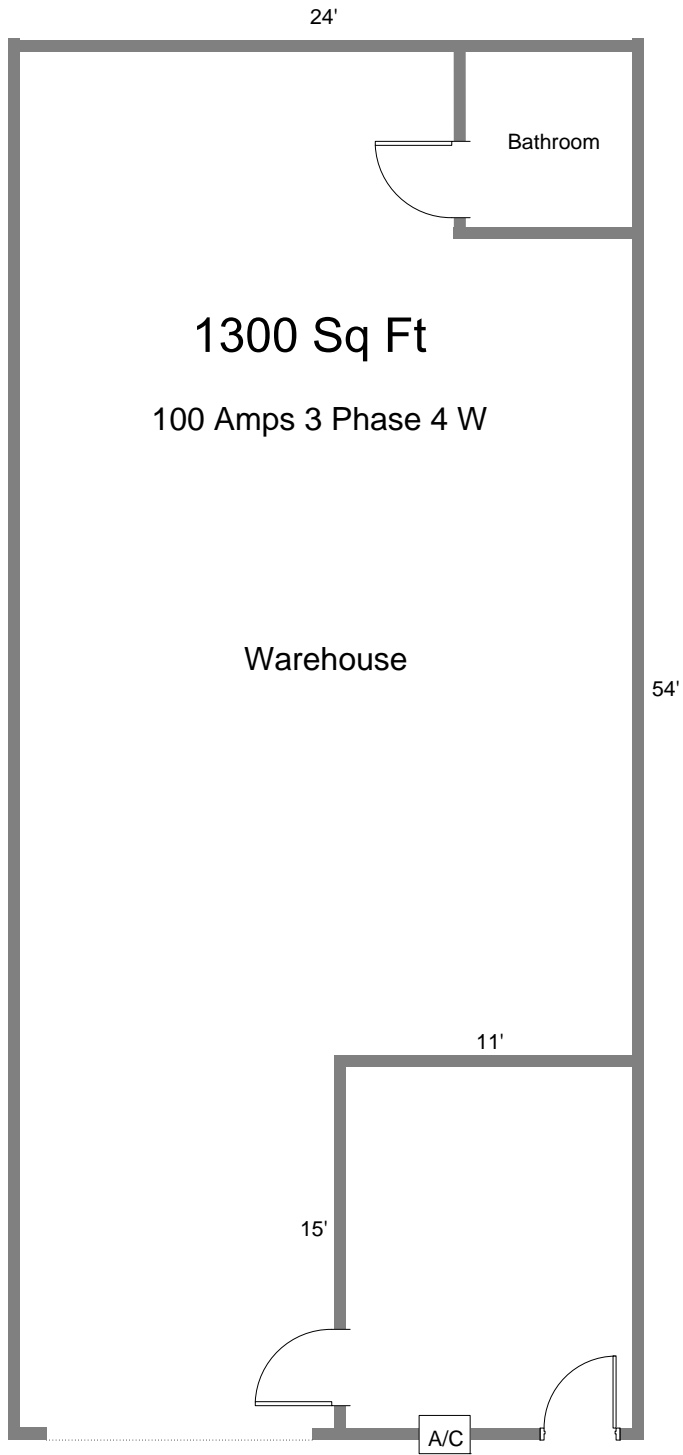 24'
Bathroom
1300 Sq Ft
100 Amps 3 Phase 4 W
Warehouse
54'
11'
15'
A/C